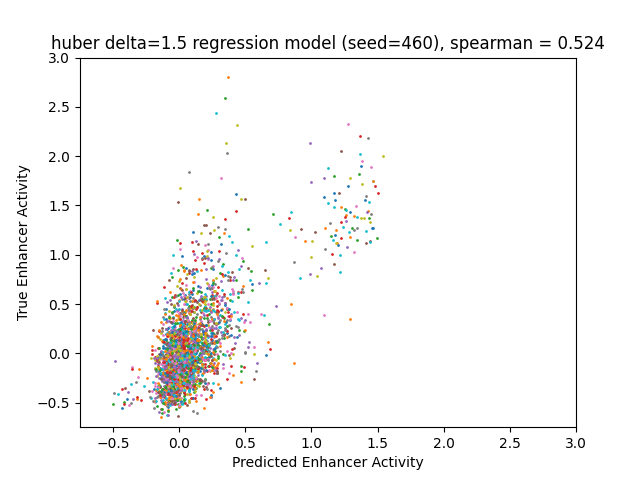 huber delta=1.5 regression model (seed=460), spearman = 0.524
True Enhancer Activity
3.0
2.5
2.0
1.5
1.0
0.5
0.0
−0.5
−0.5 0.0 0.5 1.0 1.5 2.0 2.5 3.0
Predicted Enhancer Activity